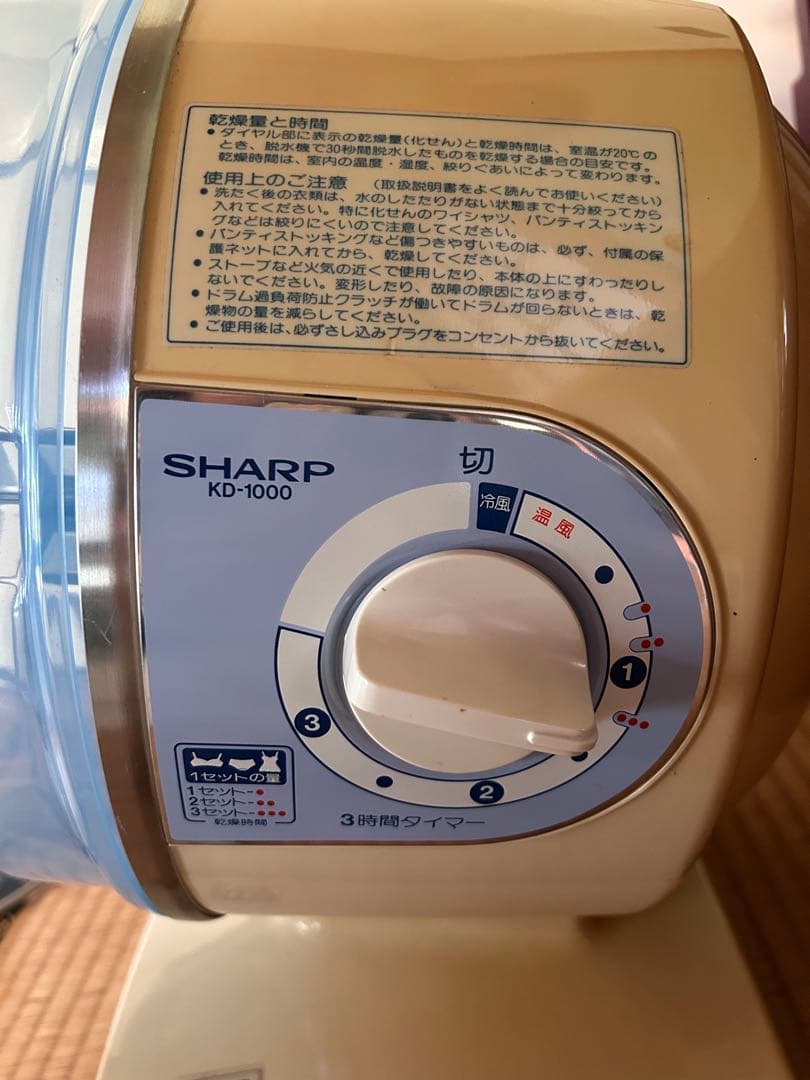 乾燥量と時間
•ダイヤル部に表示の乾燥量(化せん)と乾燥時間は、室温が20℃の
とき、脱水機で30秒間脱水したものを乾燥する場合の目安です。
乾燥時間は、室内の温度・湿度、絞りぐあいによって変わります。
使用上のご注意 (取扱説明書をよく読んでお使いください)
•洗たく後の衣類は、水のしたたりがない状態まで十分絞ってから
入れてください。特に化せんのワイシャツ、パンティストッキン
グなどは絞りにくいので注意してください。
•パンティストッキングなど傷つきやすいものは、必ず、付属の保
護ネットに入れてから、乾燥してください。
•ストーブなど火気の近くで使用したり、本体の上にすわったりし
ないでください。変形したり、故障の原因になります。
•ドラム過負荷防止クラッチが働いてドラムが回らないときは、乾
燥物の量を減らしてください。
•ご使用後は、必ずさし込みプラグをコンセントから抜いてください。
SHARP
KD-1000
切
冷風
温風
1
2
3
1セットの量
1セット-•
2セット-••
3セット-•••
乾燥時間
3時間タイマー